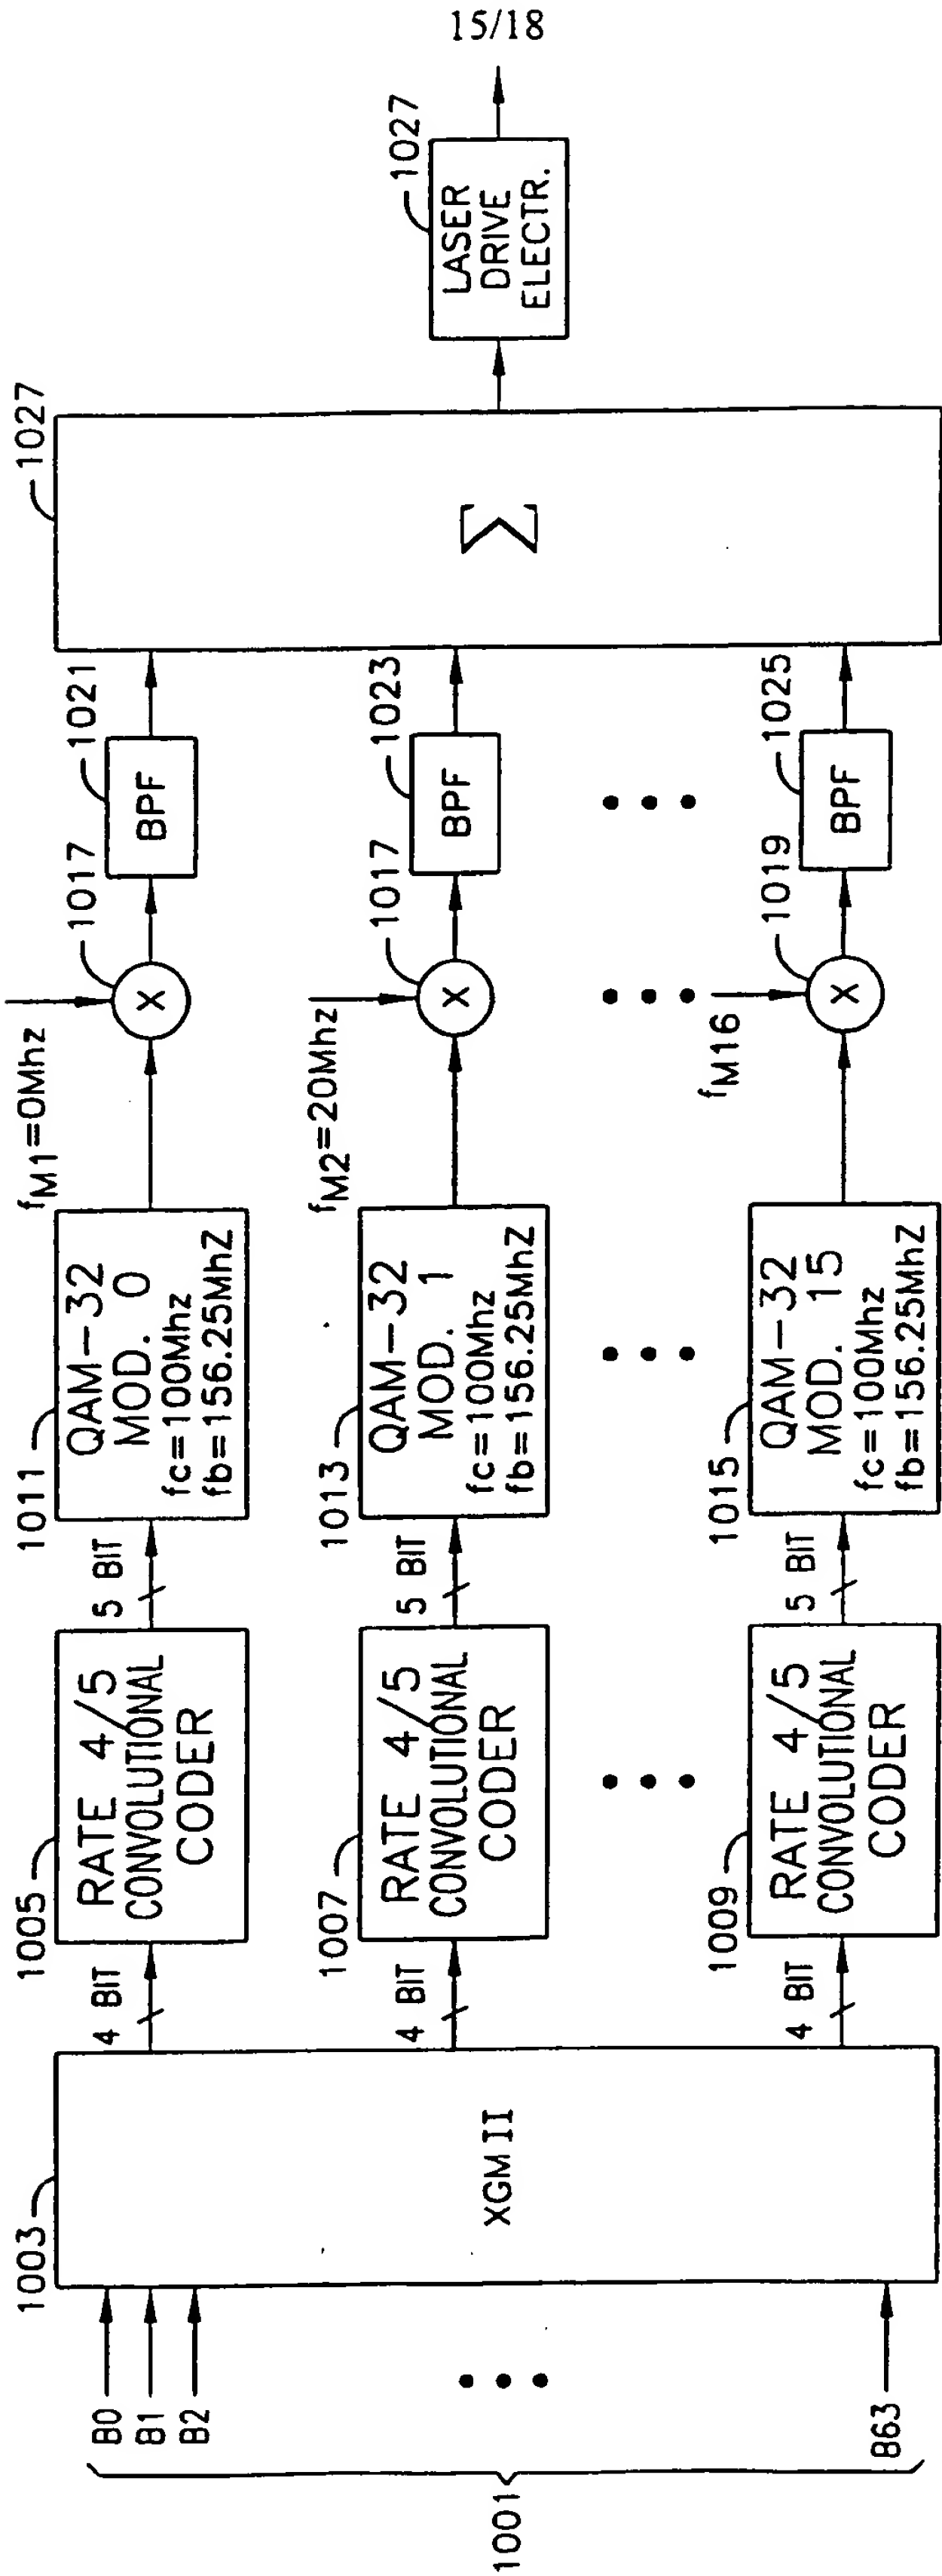 15/18
B0
B1
B2
B63
1001
1003
XGM II
4 BIT
1005
RATE 4/5
CONVOLUTIONAL
CODER
5 BIT
1011
QAM-32
MOD. 0
fc=100Mhz
fb=156.25MhZ
fM1=0Mhz
1017
1021
BPF
4 BIT
1007
RATE 4/5
CONVOLUTIONAL
CODER
5 BIT
1013
QAM-32
MOD. 1
fc=100Mhz
fb=156.25MhZ
fM2=20Mhz
1017
1023
BPF
4 BIT
1009
RATE 4/5
CONVOLUTIONAL
CODER
5 BIT
1015
QAM-32
MOD. 15
fc=100Mhz
fb=156.25MhZ
fM16
1019
1025
BPF
1027
Σ
1027
LASER
DRIVE
ELECTR.